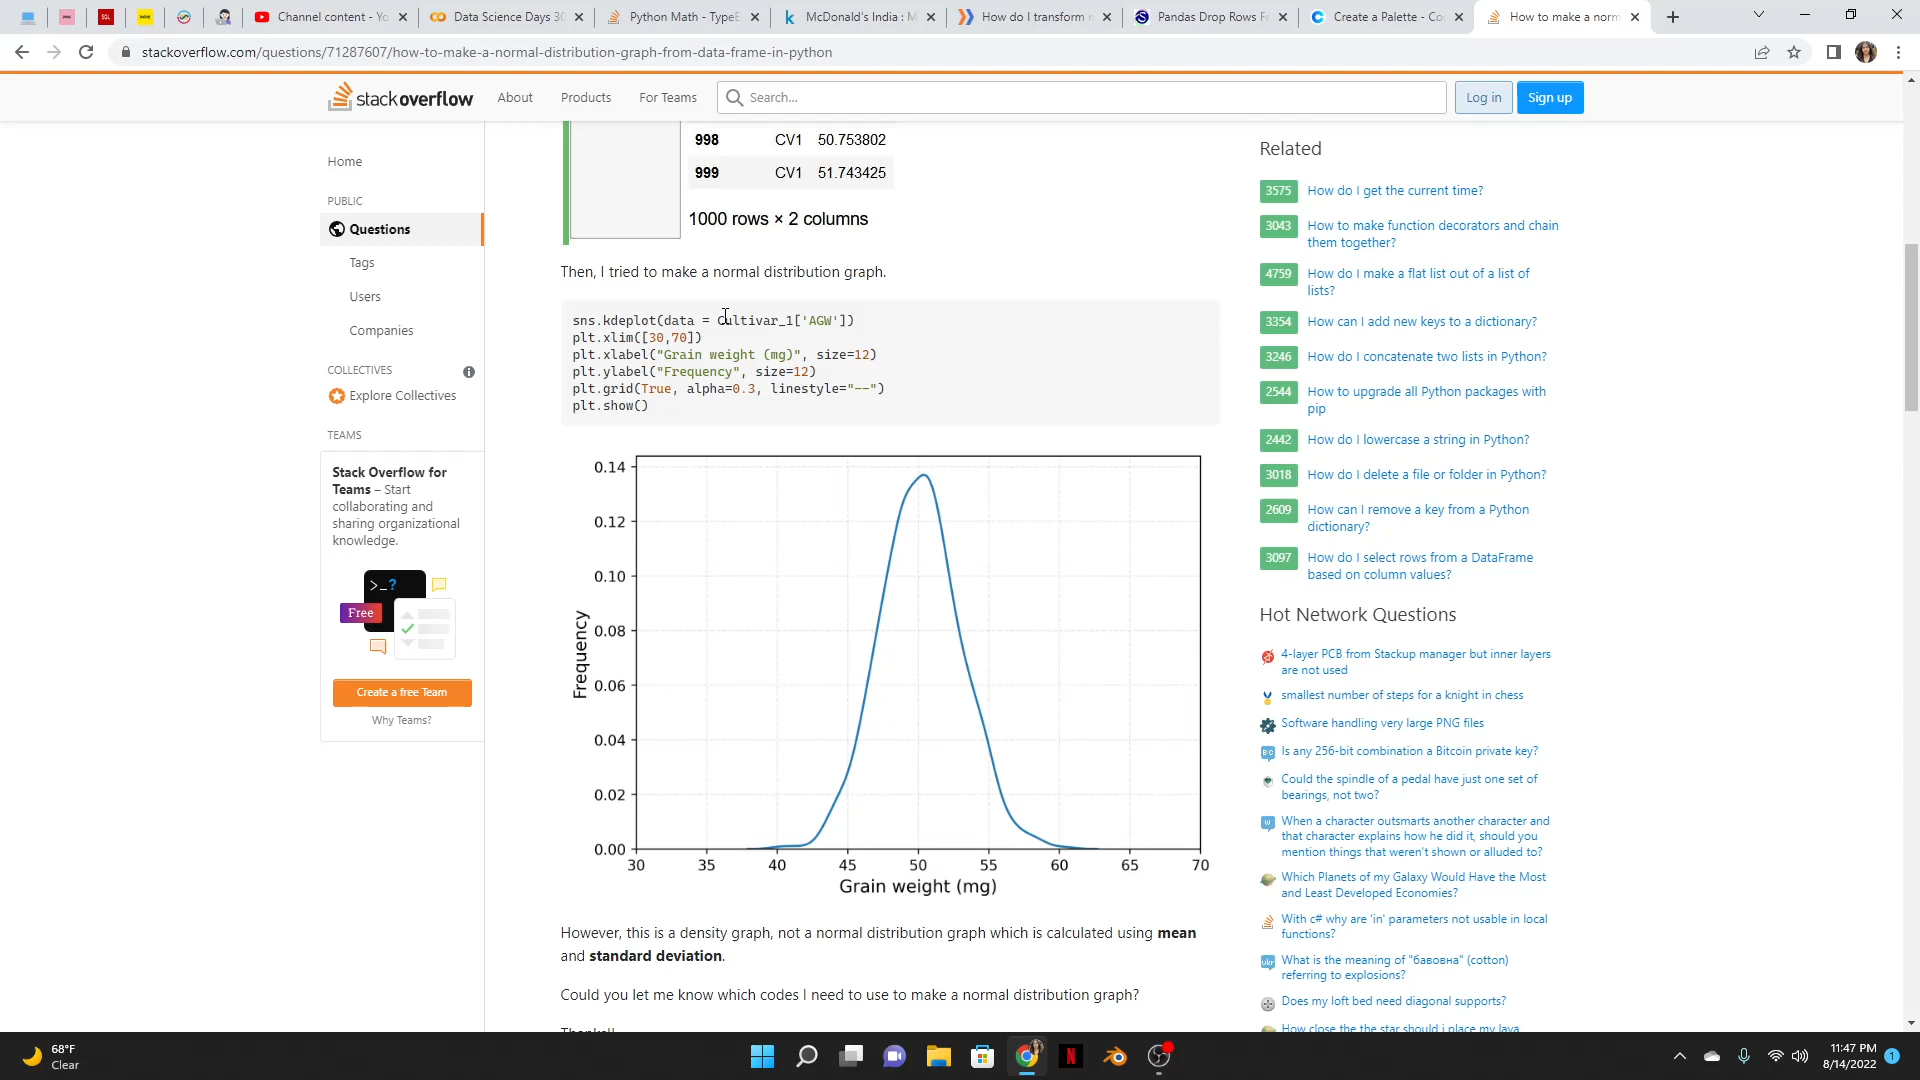 Channel content - Yo
Data Science Days 30
Python Math - TypeE
McDonald's India : M
How do I transform r
Pandas Drop Rows F
Create a Palette - Co
How to make a norm
stackoverflow.com/questions/71287607/how-to-make-a-normal-distribution-graph-from-data-frame-in-python
stackoverflow
About
Products
For Teams
Search...
Log in
Sign up
Home
PUBLIC
Questions
Tags
Users
Companies
COLLECTIVES
Explore Collectives
TEAMS
Stack Overflow for
Teams – Start
collaborating and
sharing organizational
knowledge.
>_?
Free
Create a free Team
Why Teams?
998 CV1 50.753802
999 CV1 51.743425
1000 rows × 2 columns
Then, I tried to make a normal distribution graph.
sns.kdeplot(data = Cultivar_1['AGW'])
plt.xlim([30,70])
plt.xlabel("Grain weight (mg)", size=12)
plt.ylabel("Frequency", size=12)
plt.grid(True, alpha=0.3, linestyle="--")
plt.show()
0.14
0.12
0.10
0.08
0.06
0.04
0.02
0.00
Frequency
30 35 40 45 50 55 60 65 70
Grain weight (mg)
However, this is a density graph, not a normal distribution graph which is calculated using mean
and standard deviation.
Could you let me know which codes I need to use to make a normal distribution graph?
Related
3575 How do I get the current time?
3043 How to make function decorators and chain
them together?
4759 How do I make a flat list out of a list of
lists?
3354 How can I add new keys to a dictionary?
3246 How do I concatenate two lists in Python?
2544 How to upgrade all Python packages with
pip
2442 How do I lowercase a string in Python?
3018 How do I delete a file or folder in Python?
2609 How can I remove a key from a Python
dictionary?
3097 How do I select rows from a DataFrame
based on column values?
Hot Network Questions
4-layer PCB from Stackup manager but inner layers
are not used
smallest number of steps for a knight in chess
Software handling very large PNG files
Is any 256-bit combination a Bitcoin private key?
Could the spindle of a pedal have just one set of
bearings, not two?
When a character outsmarts another character and
that character explains how he did it, should you
mention things that weren't shown or alluded to?
Which Planets of my Galaxy Would Have the Most
and Least Developed Economies?
With c# why are 'in' parameters not usable in local
functions?
What is the meaning of "бавовна" (cotton)
referring to explosions?
Does my loft bed need diagonal supports?
How close the the star should i place my lava
68°F
Clear
11:47 PM
8/14/2022
1